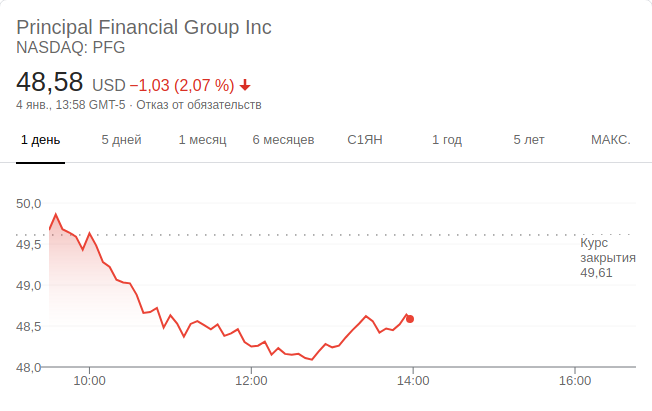 Principal Financial Group Inc
NASDAQ: PFG
48,58 USD −1,03 (2,07 %)
4 янв., 13:58 GMT-5 · Отказ от обязательств
1 день 5 дней 1 месяц 6 месяцев С1ЯН 1 год 5 лет МАКС.
50,0
49,5
49,0
48,5
48,0
Курс
закрытия
49,61
10:00 12:00 14:00 16:00